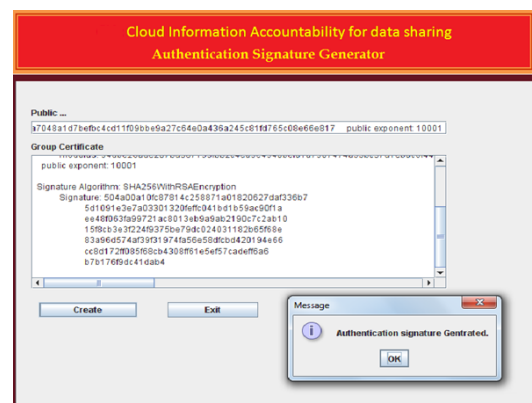 Cloud Information Accountability for data sharing
Authentication Signature Generator
Public ...
a7048a1d7befbc4cd11f09bbe9a27c64e0a436a245c81fd765c08e66e817 public exponent: 10001
Group Certificate
public exponent: 10001
Signature Algorithm: SHA256WithRSAEncryption
Signature: 504a00a10fc87814c258871a01820627daf336b7
5d1091e3e7a03301320feffc041bd1b59ac90f1a
ee48f063fa99721ac8013eb9a9ab2190c7c2ab10
15f8cb3e3f224f9375be79dc024031182b65f68e
83a96d574af39f31974fa56e58dfcbd420194e66
cc8d172ff085f68cb4308ff61e5ef57cadeff6a6
b7b176f9dc41dab4
Create Exit
Message
Authentication signature Gentrated.
OK